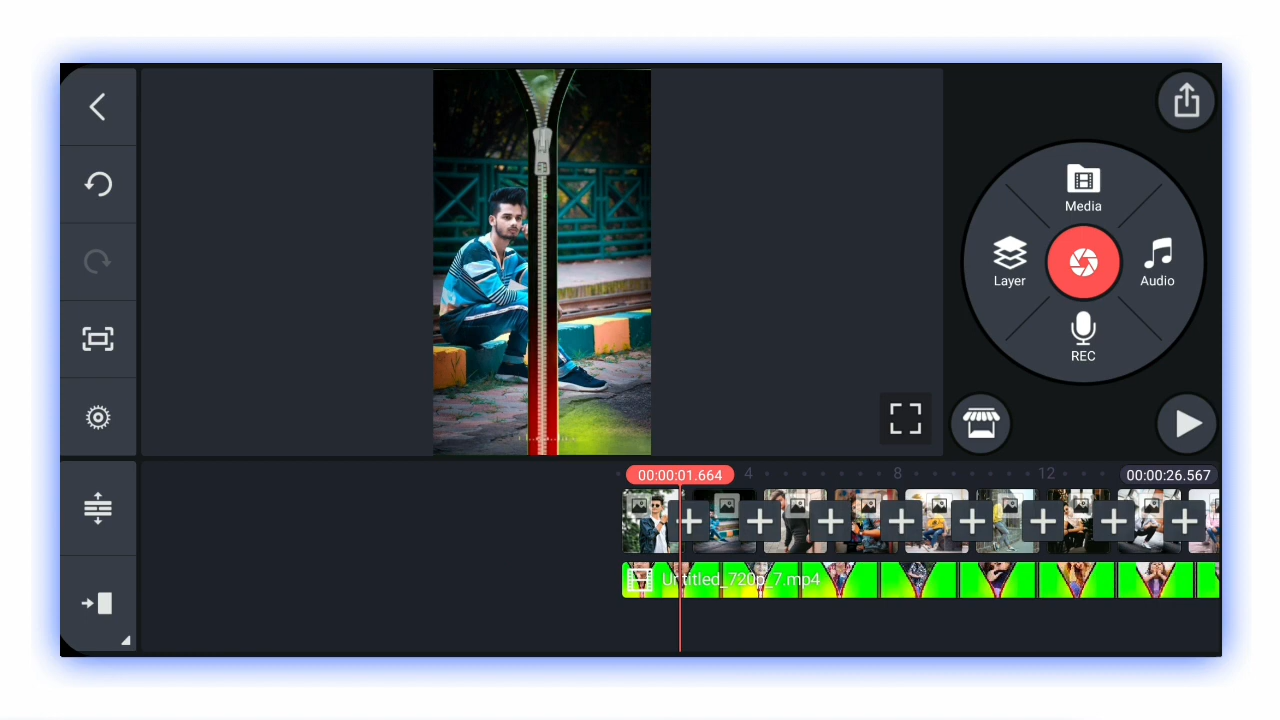 Media
Layer
Audio
REC
00:00:01.664
4
8
12
00:00:26.567
Untitled_720p_7.mp4